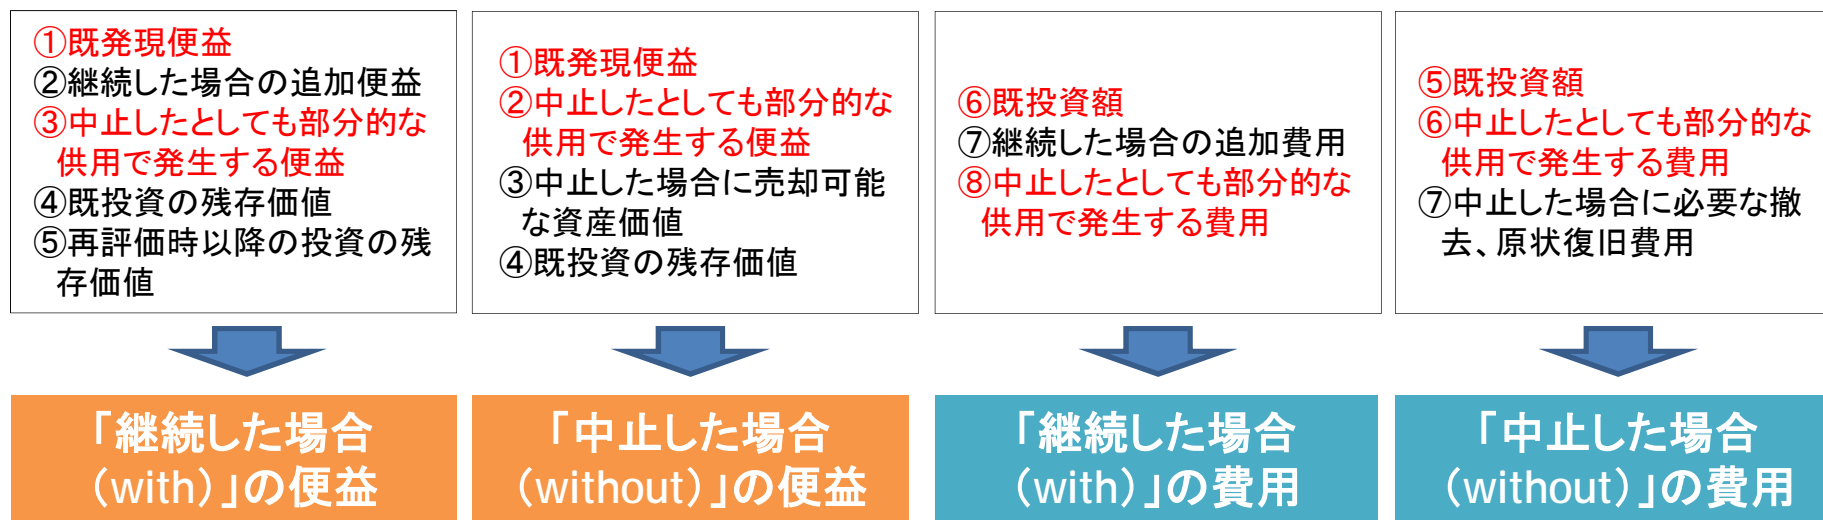 ①既発現便益
②継続した場合の追加便益
③中止したとしても部分的な
供用で発生する便益
④既投資の残存価値
⑤再評価時以降の投資の残
存価値
①既発現便益
②中止したとしても部分的な
供用で発生する便益
③中止した場合に売却可能
な資産価値
④既投資の残存価値
⑥既投資額
⑦継続した場合の追加費用
⑧中止したとしても部分的な
供用で発生する費用
⑤既投資額
⑥中止したとしても部分的な
供用で発生する費用
⑦中止した場合に必要な撤
去、原状復旧費用
「継続した場合
（with）」の便益
「中止した場合
（without）」の便益
「継続した場合
（with）」の費用
「中止した場合
（without）」の費用